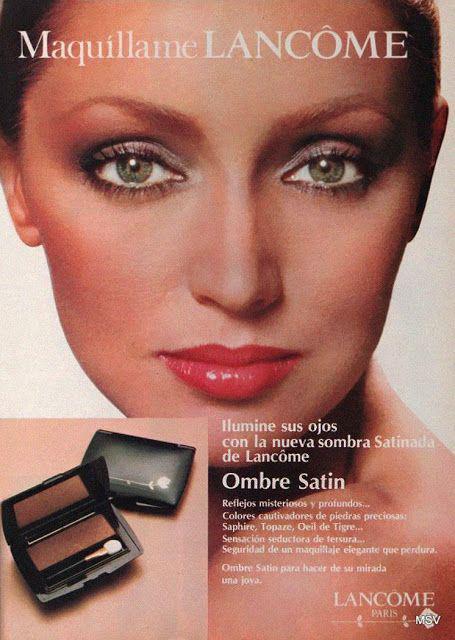 Maquíllame LANCÔME
Ilumine sus ojos
con la nueva sombra Satinada
de Lancôme
Ombre Satin
Reflejos misteriosos y profundos...
Colores cautivadores de piedras preciosas:
Saphire, Topaze, Oeil de Tigre...
Sensación seductora de tersura...
Seguridad de un maquillaje elegante que perdura.
Ombre Satin para hacer de su mirada
una joya.
LANCÔME
PARIS
MSV